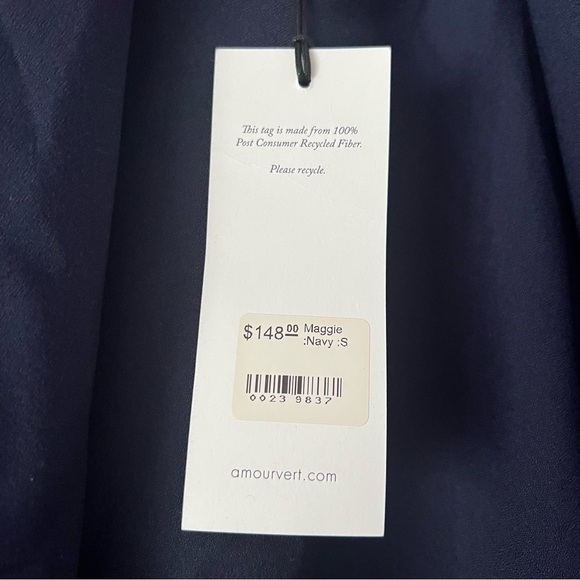 This tag is made from 100%
Post Consumer Recycled Fiber.
Please recycle.
$148.00 Maggie
:Navy :S
0023 9837
amourvert.com